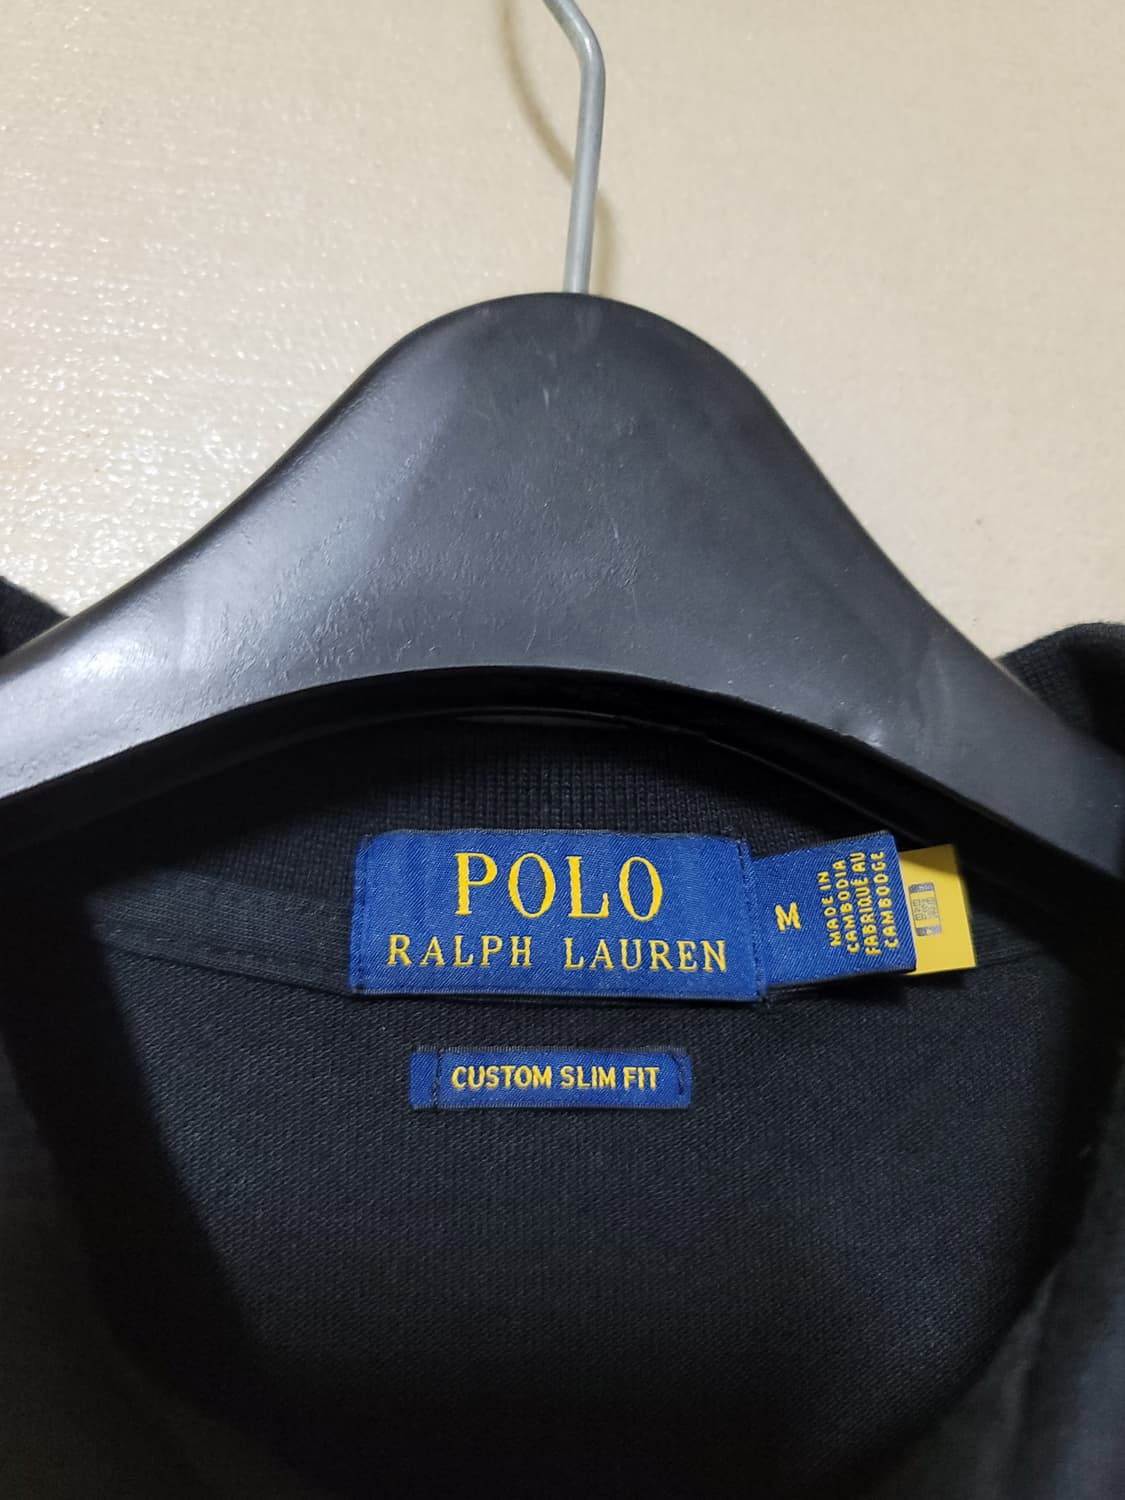 POLO
RALPH LAUREN
M
MADE IN
CAMBODIA
FABRIQUÉ AU
CAMBODGE
CUSTOM SLIM FIT